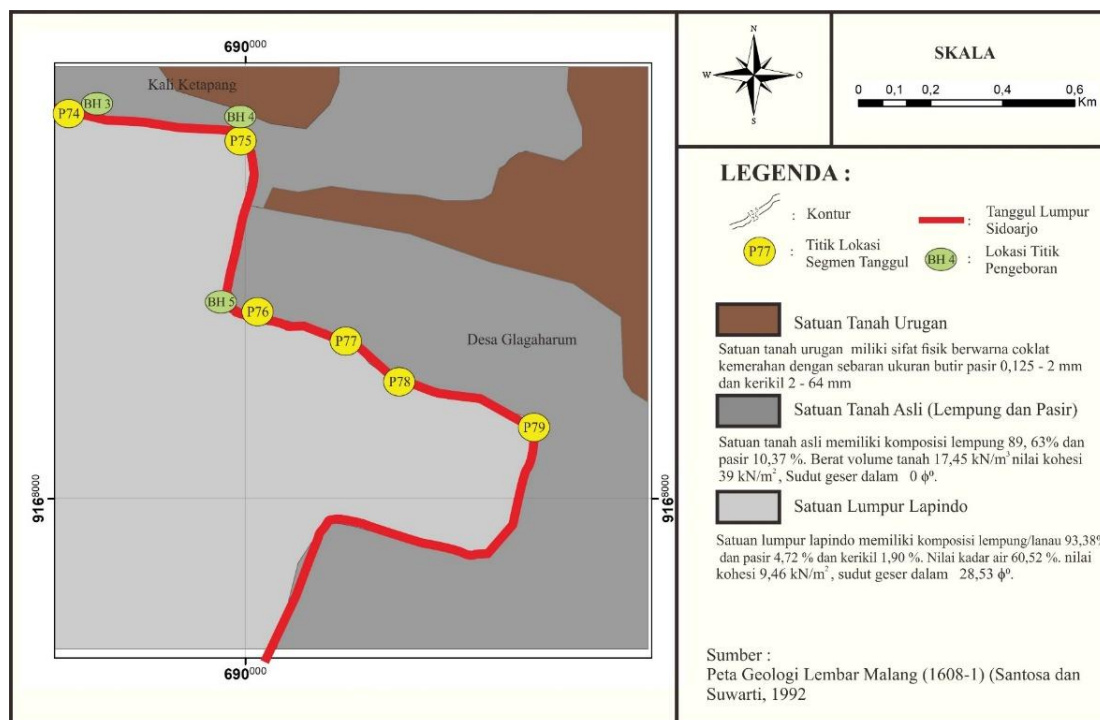 690⁰⁰⁰
Kali Ketapang
BH 3
P74
BH 4
P75
BH 5
P76
P77
P78
Desa Glagaharum
P79
916⁸⁰⁰⁰
916⁸⁰⁰⁰
690⁰⁰⁰
N
W
O
S
SKALA
0 0,1 0,2 0,4 0,6
Km
LEGENDA :
: Kontur
: Tanggul Lumpur
Sidoarjo
P77
: Titik Lokasi
Segmen Tanggul
BH 4
: Lokasi Titik
Pengeboran
Satuan Tanah Urugan
Satuan tanah urugan miliki sifat fisik berwarna coklat
kemerahan dengan sebaran ukuran butir pasir 0,125 - 2 mm
dan kerikil 2 - 64 mm
Satuan Tanah Asli (Lempung dan Pasir)
Satuan tanah asli memiliki komposisi lempung 89, 63% dan
pasir 10,37 %. Berat volume tanah 17,45 kN/m³ nilai kohesi
39 kN/m², Sudut geser dalam 0 ϕº.
Satuan Lumpur Lapindo
Satuan lumpur lapindo memiliki komposisi lempung/lanau 93,38%
dan pasir 4,72 % dan kerikil 1,90 %. Nilai kadar air 60,52 %. nilai
kohesi 9,46 kN/m², sudut geser dalam 28,53 ϕº.
Sumber :
Peta Geologi Lembar Malang (1608-1) (Santosa dan
Suwarti, 1992